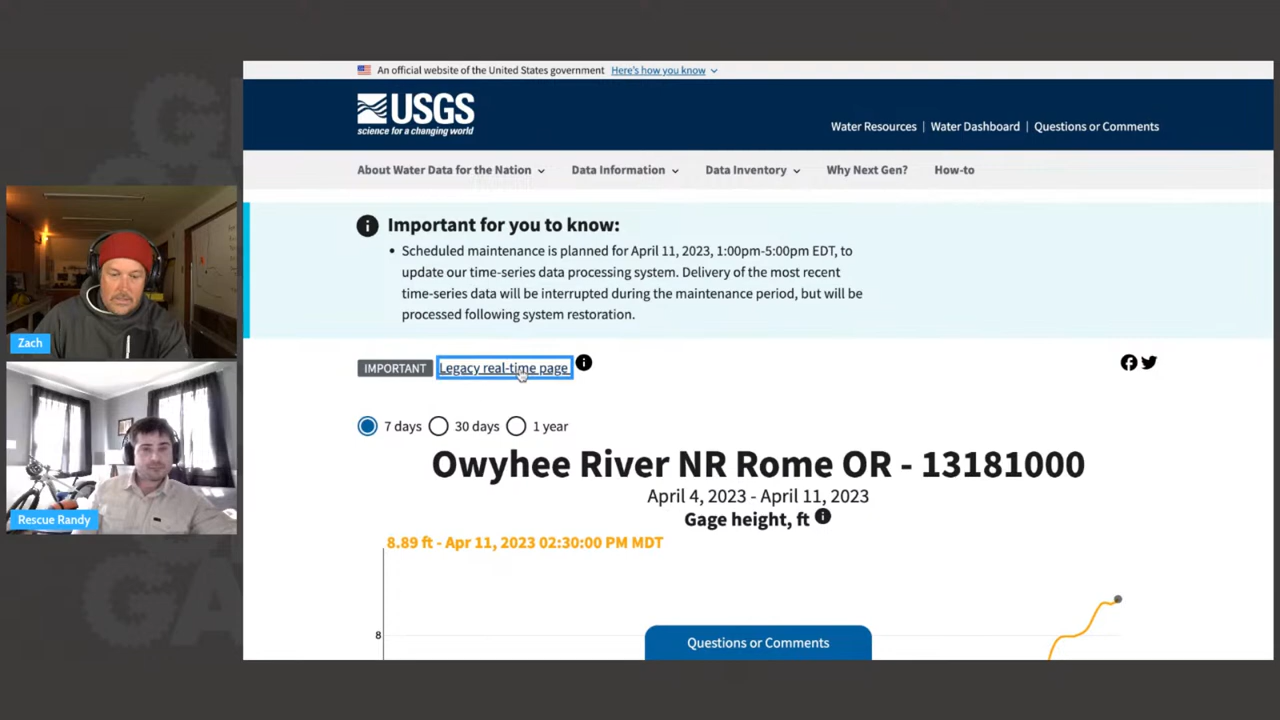 An official website of the United States government Here's how you know
USGS
science for a changing world
Water Resources | Water Dashboard | Questions or Comments
About Water Data for the Nation Data Information Data Inventory Why Next Gen? How-to
Important for you to know:
• Scheduled maintenance is planned for April 11, 2023, 1:00pm-5:00pm EDT, to
update our time-series data processing system. Delivery of the most recent
time-series data will be interrupted during the maintenance period, but will be
processed following system restoration.
IMPORTANT Legacy real-time page
7 days 30 days 1 year
Owyhee River NR Rome OR - 13181000
April 4, 2023 - April 11, 2023
Gage height, ft
8.89 ft - Apr 11, 2023 02:30:00 PM MDT
8
Questions or Comments
Zach
Rescue Randy